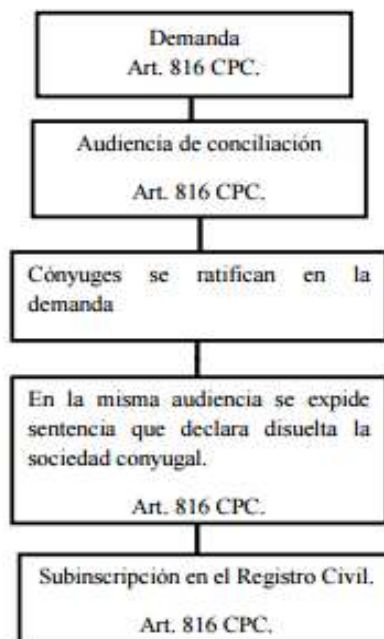 Demanda
Art. 816 CPC.
Audiencia de conciliación
Art. 816 CPC.
Cónyuges se ratifican en la
demanda
En la misma audiencia se expide
sentencia que declara disuelta la
sociedad conyugal.
Art. 816 CPC.
Subinscripción en el Registro Civil.
Art. 816 CPC.